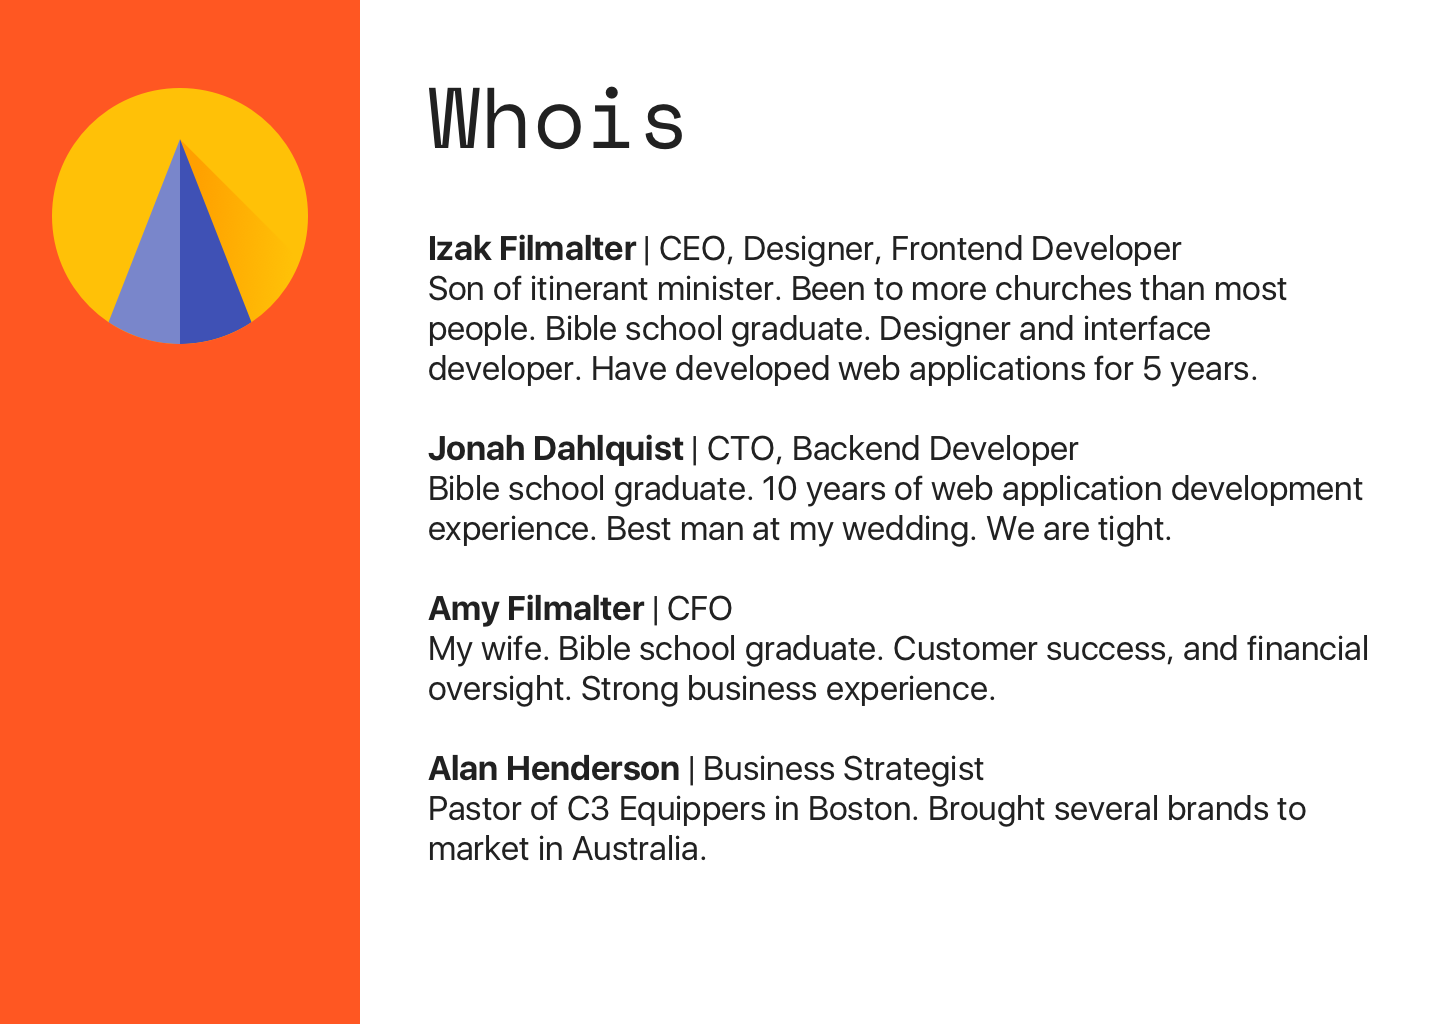 Whois
Izak Filmalter | CEO, Designer, Frontend Developer
Son of itinerant minister. Been to more churches than most
people. Bible school graduate. Designer and interface
developer. Have developed web applications for 5 years.
Jonah Dahlquist | CTO, Backend Developer
Bible school graduate. 10 years of web application development
experience. Best man at my wedding. We are tight.
Amy Filmalter | CFO
My wife. Bible school graduate. Customer success, and financial
oversight. Strong business experience.
Alan Henderson | Business Strategist
Pastor of C3 Equippers in Boston. Brought several brands to
market in Australia.